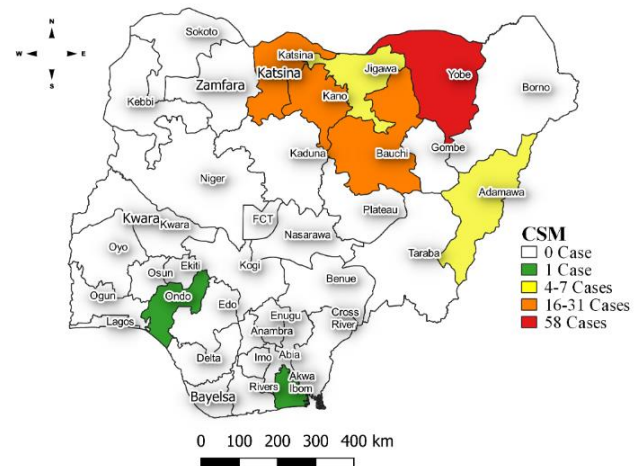 N
W E
S
Sokoto
Katsina
Katsina
Jigawa
Yobe
Zamfara
Kano
Borno
Kebbi
Gombe
Kaduna
Bauchi
Niger
Adamawa
Plateau
Kwara
Kwara
FCT
Nasarawa
Oyo
Taraba
Ekiti
Kogi
Osun
Benue
Ogun
Ondo
Edo
Lagos
Enugu
Cross
River
Anambra
Delta
Imo
Abia
Akwa
Ibom
Rivers
Bayelsa
CSM
0 Case
1 Case
4-7 Cases
16-31 Cases
58 Cases
0 100 200 300 400 km